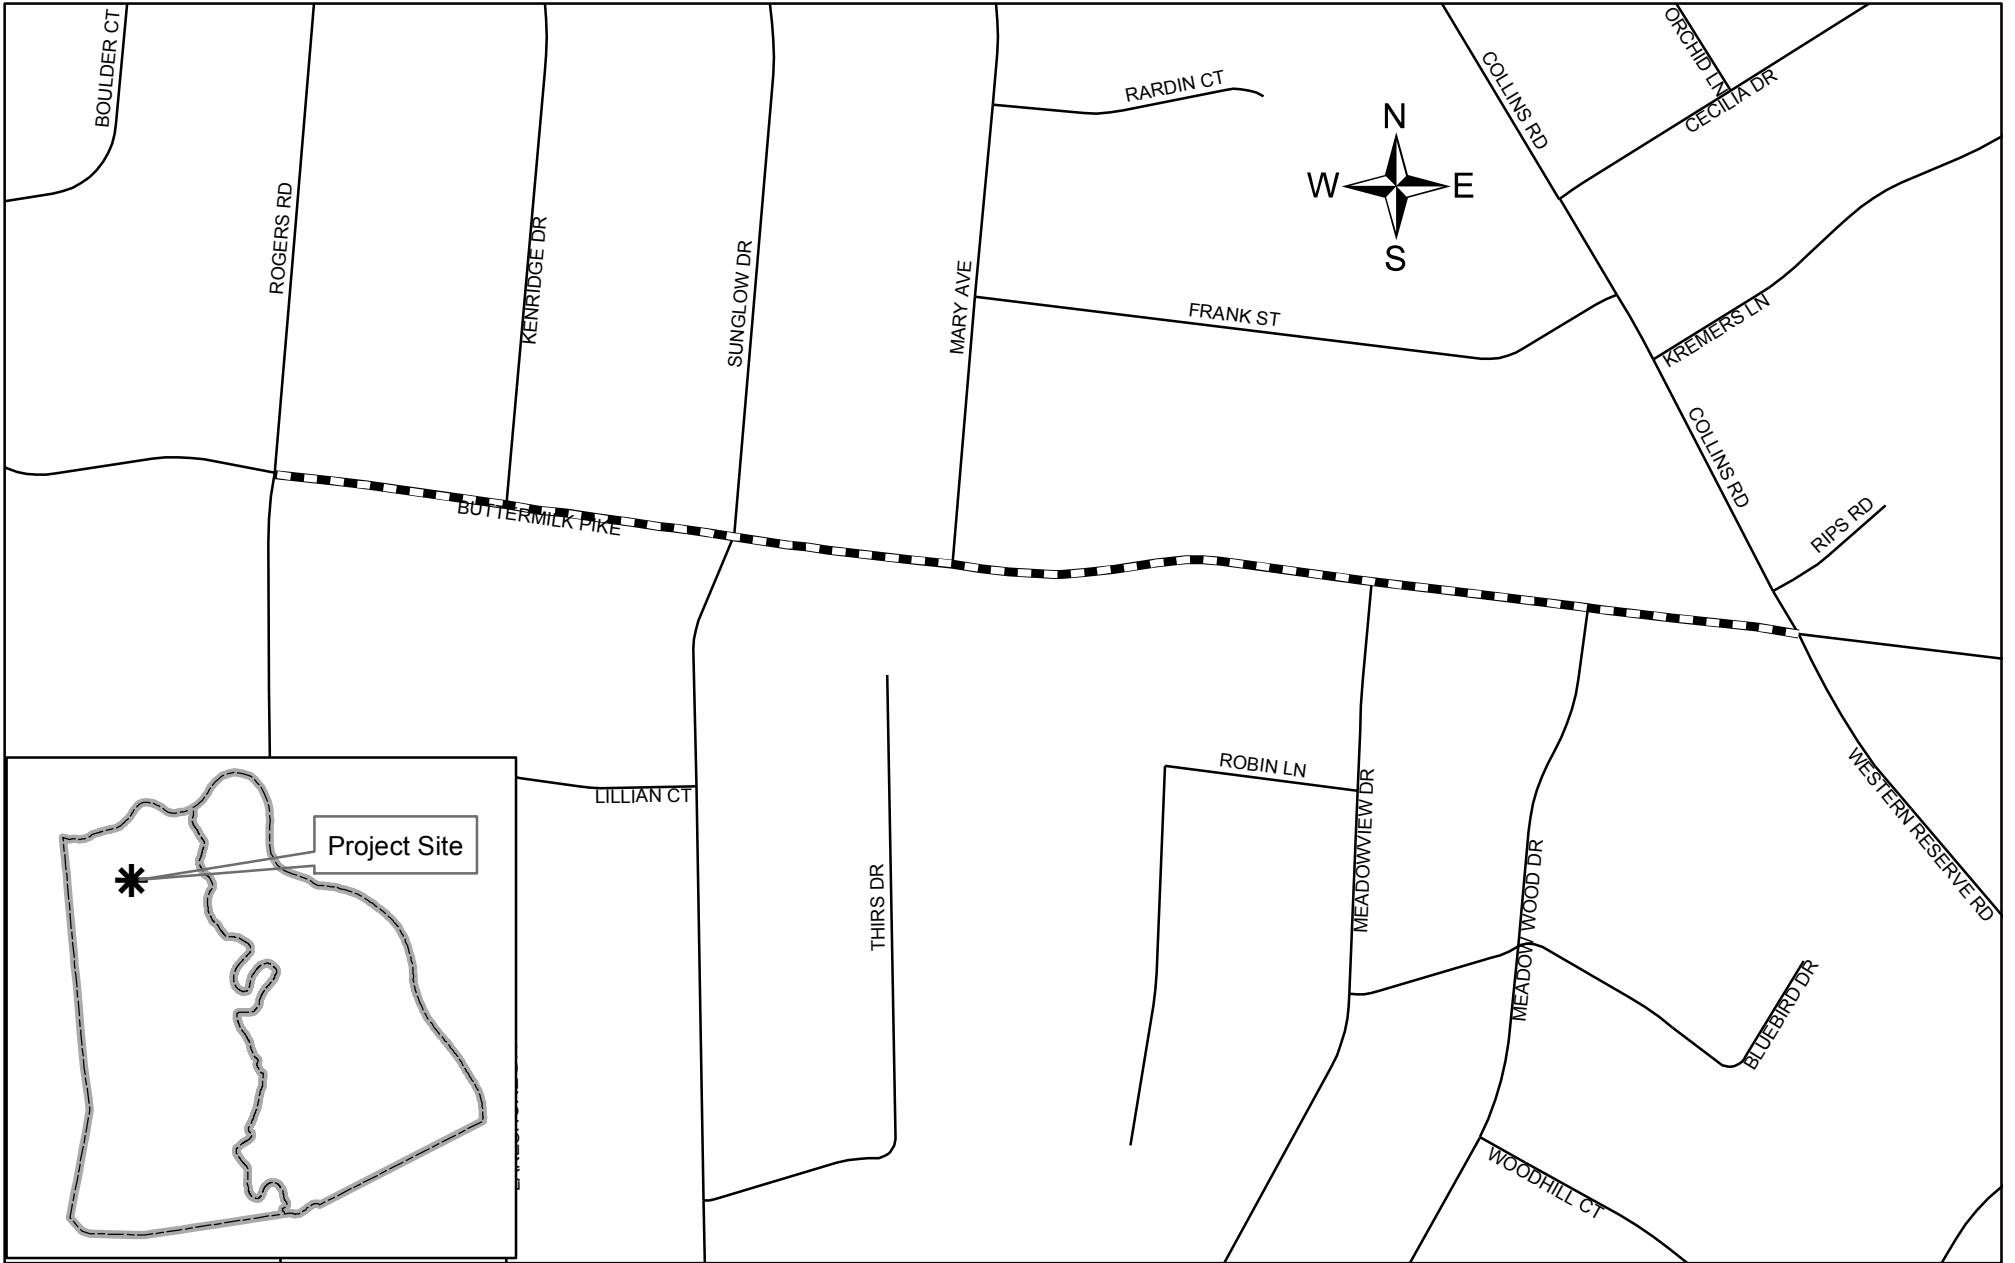 BOULDER CT
ORCHID LN
COLLINS RD
RARDIN CT
CECILIA DR
N
W
E
S
ROGERS RD
KENRIDGE DR
SUNGLOW DR
MARY AVE
FRANK ST
KREMERS LN
COLLINS RD
BUTTERMILK PIKE
RIPS RD
ROBIN LN
LILLIAN CT
MEADOWVIEW DR
WESTERN RESERVE RD
Project Site
THIRS DR
MEADOW WOOD DR
BLUEBIRD DR
WOODHILL CT